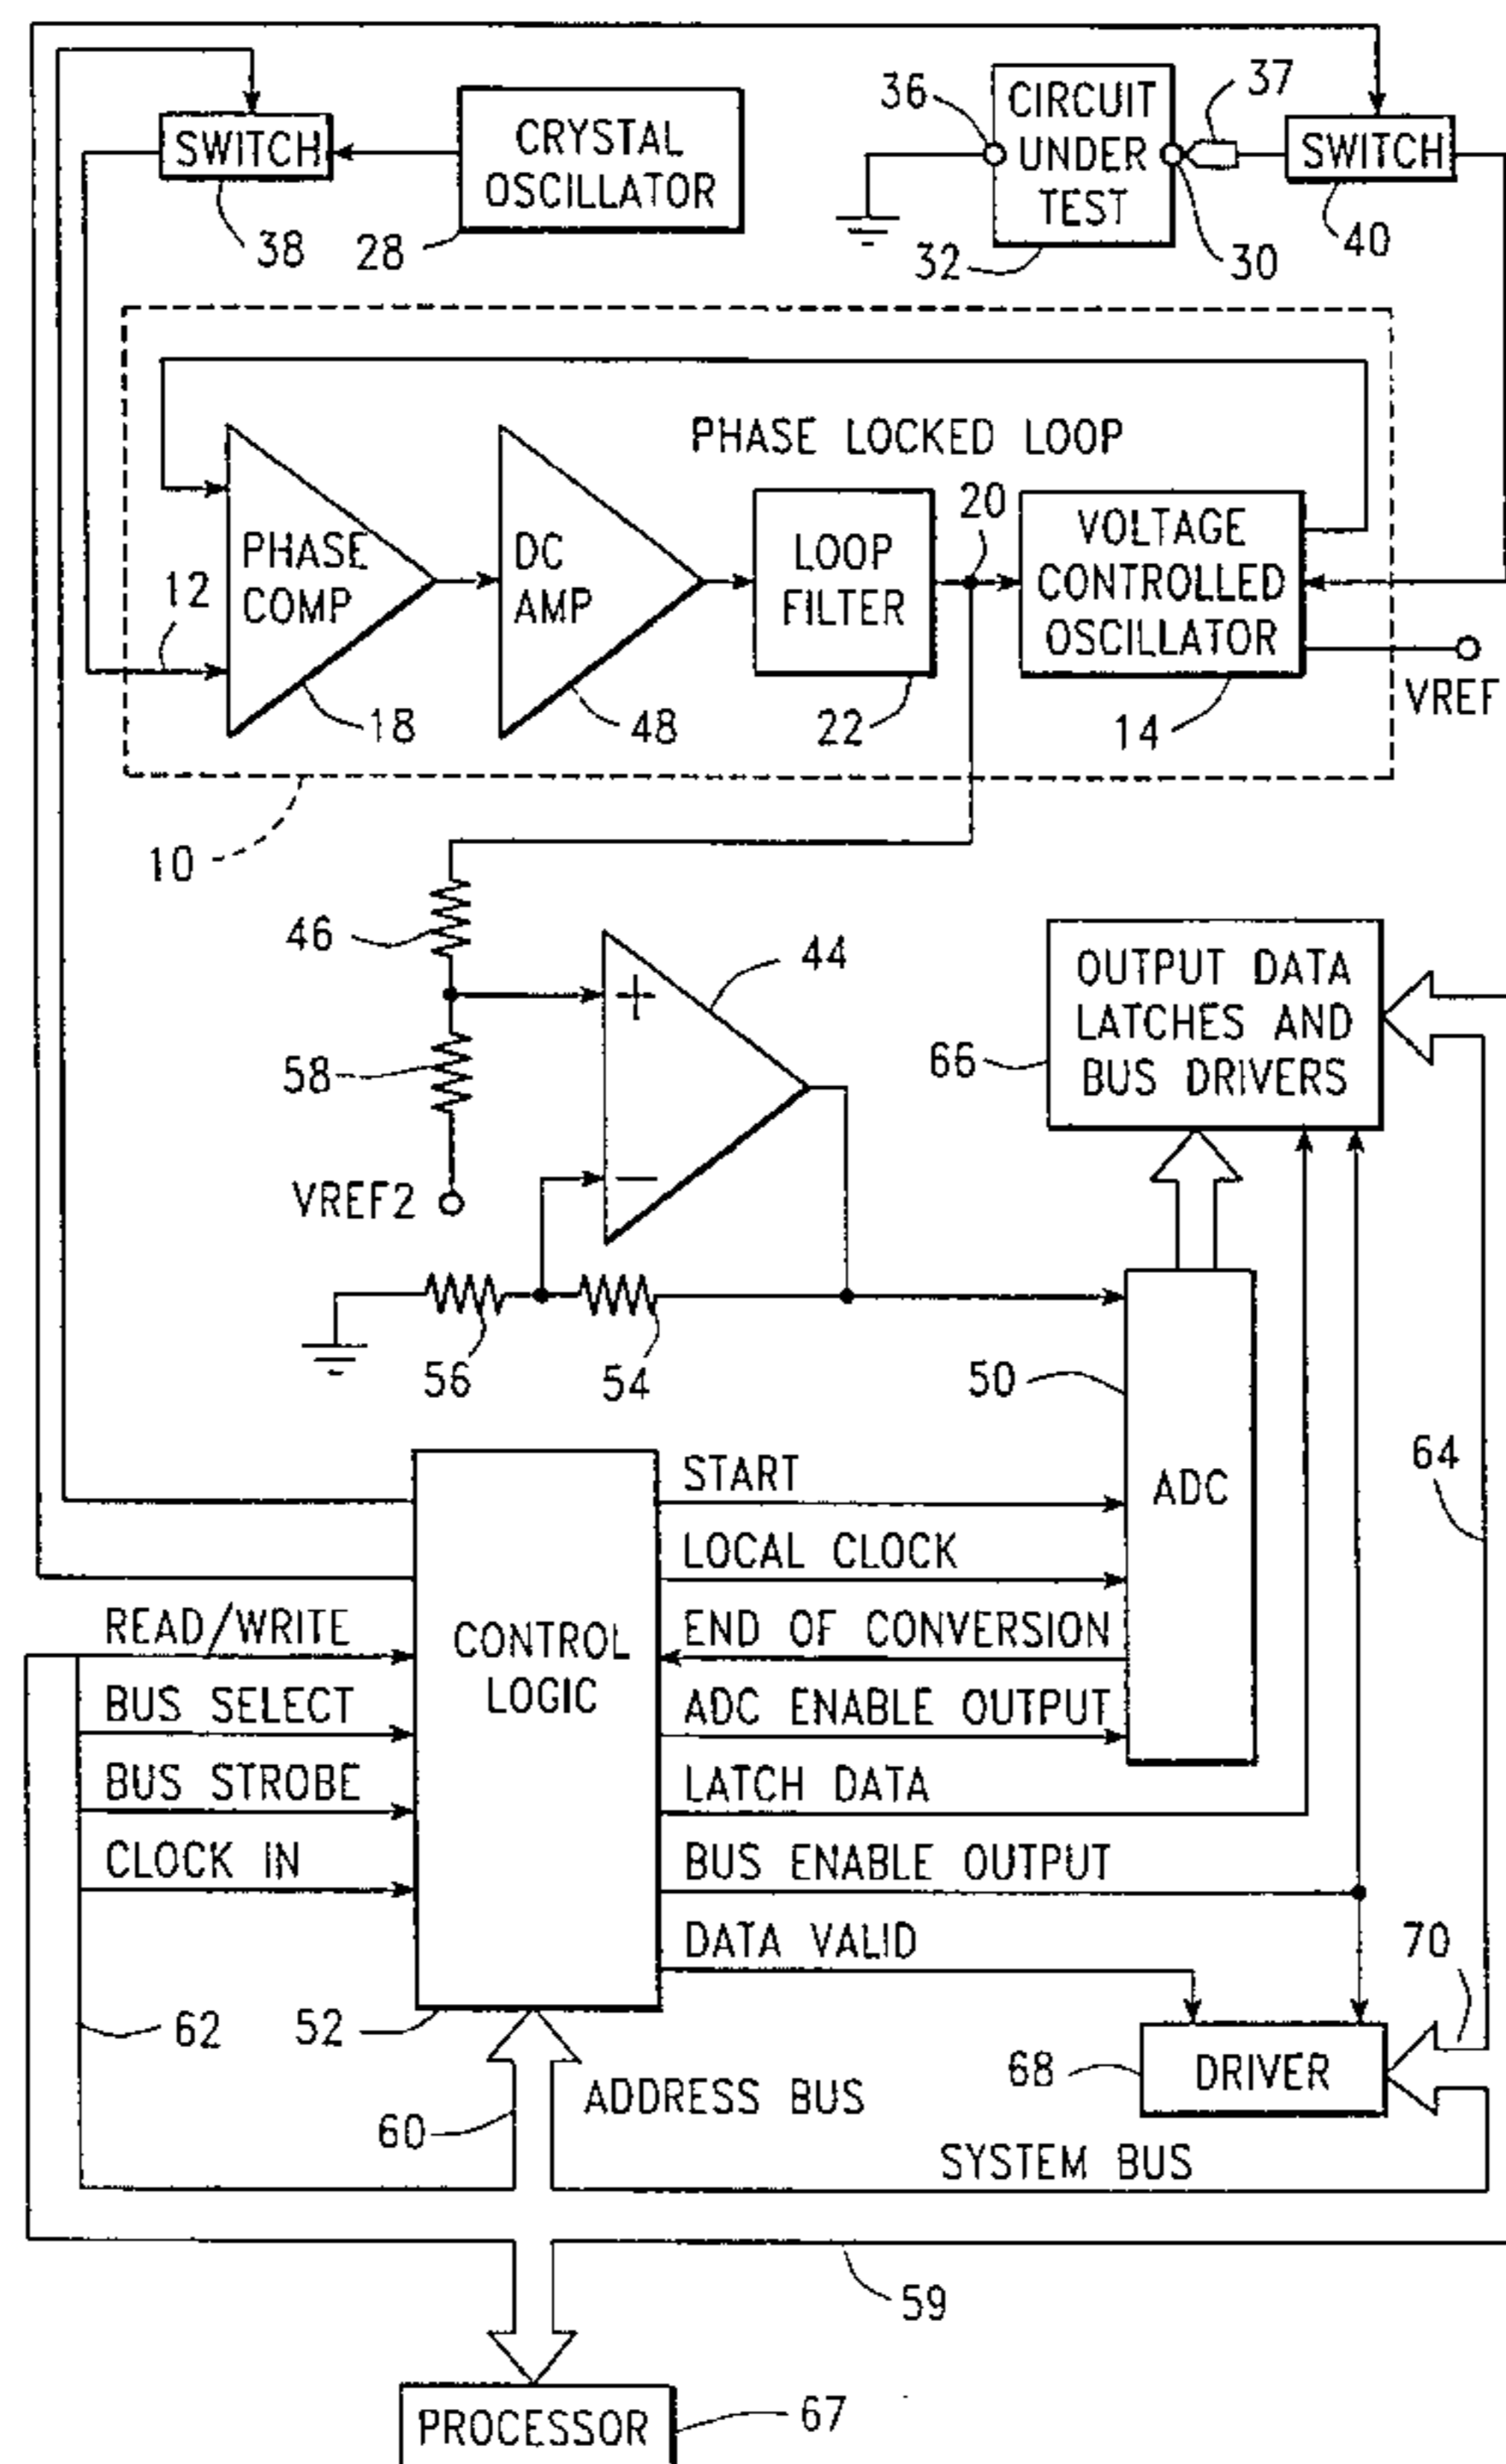 36
CIRCUIT
UNDER
TEST
37
SWITCH
CRYSTAL
OSCILLATOR
SWITCH
38
28
32
30
40
PHASE LOCKED LOOP
20
PHASE
COMP
DC
AMP
LOOP
FILTER
VOLTAGE
CONTROLLED
OSCILLATOR
12
18
48
22
14
VREF
10
46
44
+
OUTPUT DATA
LATCHES AND
BUS DRIVERS
58
66
VREF2
−
56
54
50
ADC
64
START
LOCAL CLOCK
READ/WRITE
CONTROL
LOGIC
END OF CONVERSION
BUS SELECT
ADC ENABLE OUTPUT
BUS STROBE
LATCH DATA
CLOCK IN
BUS ENABLE OUTPUT
DATA VALID
70
62
52
68
DRIVER
ADDRESS BUS
60
SYSTEM BUS
59
PROCESSOR
67